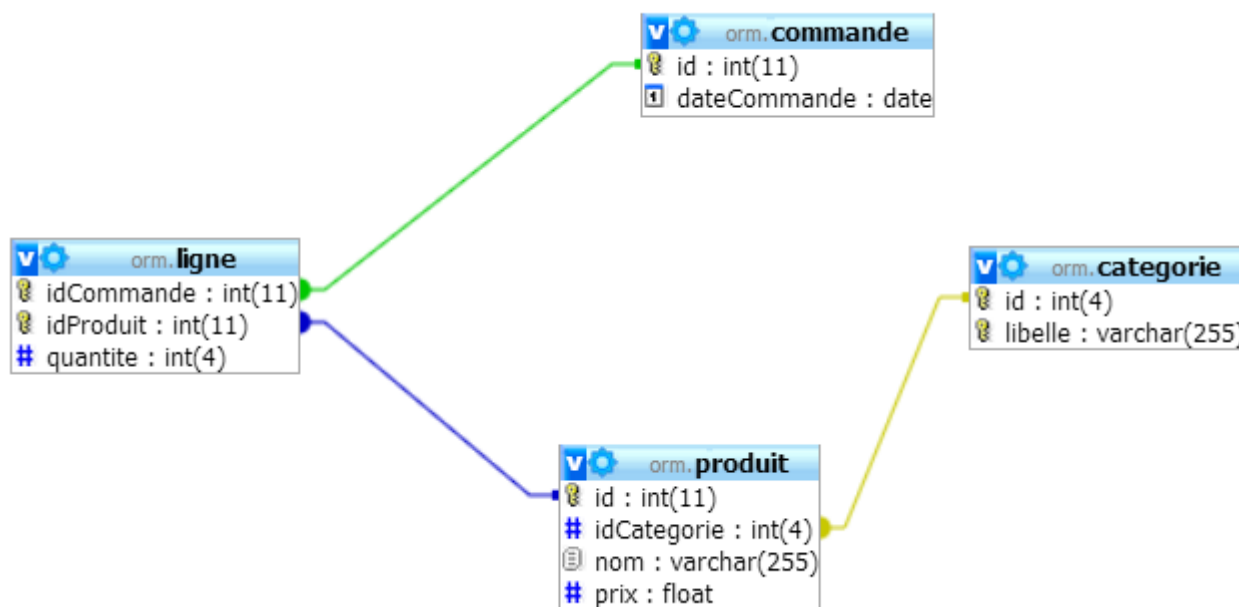 orm.commande
id : int(11)
dateCommande : date
orm.ligne
idCommande : int(11)
idProduit : int(11)
# quantite : int(4)
orm.categorie
id : int(4)
libelle : varchar(255)
orm.produit
id : int(11)
# idCategorie : int(4)
nom : varchar(255)
# prix : float